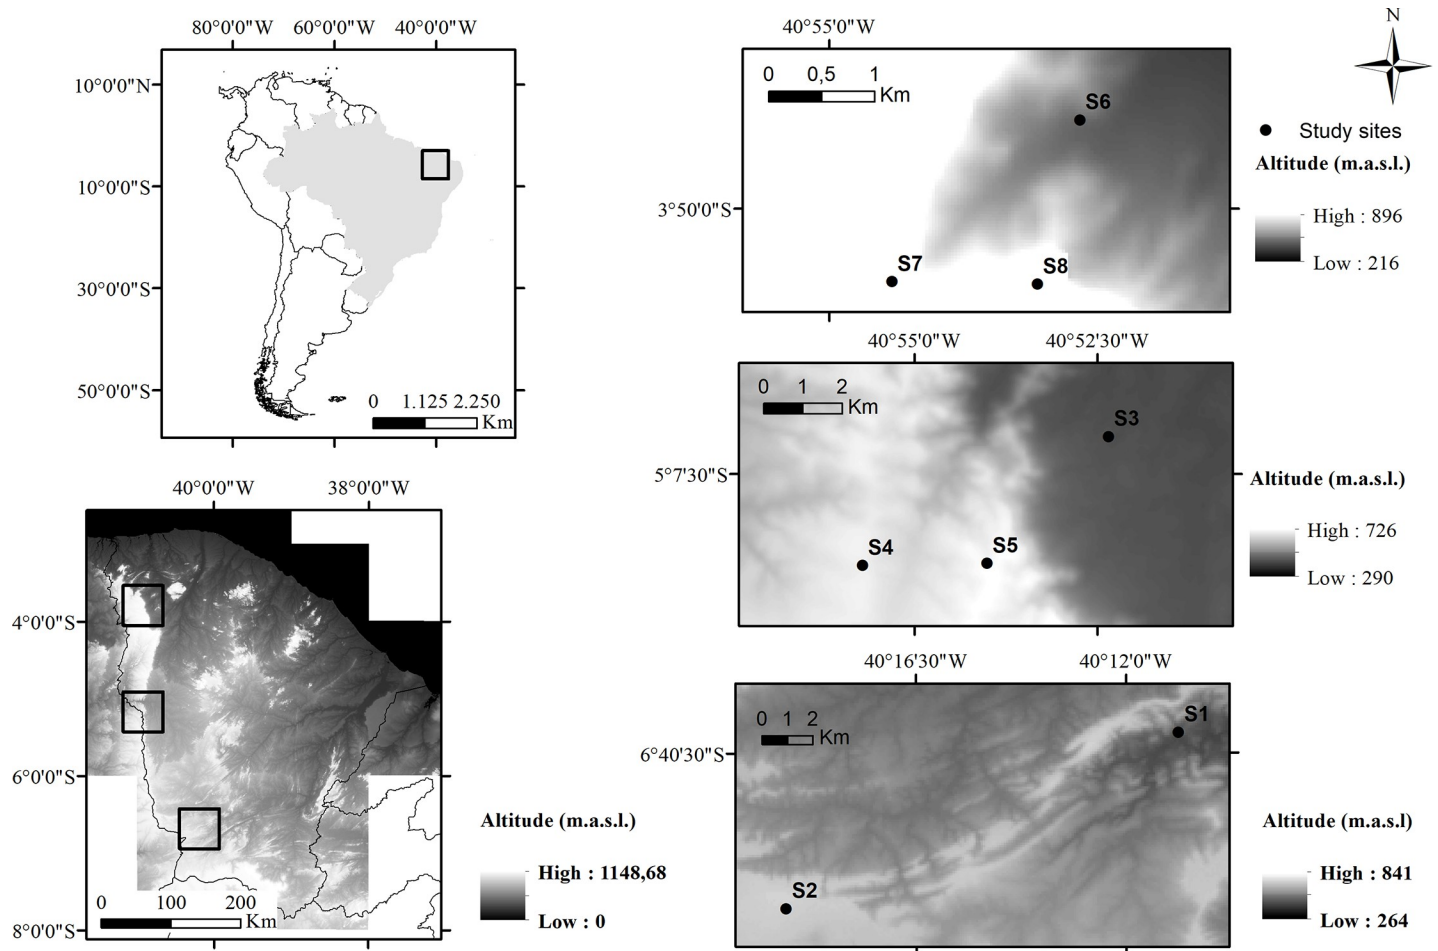 80°0'0"W 60°0'0"W 40°0'0"W
10°0'0"N
10°0'0"S
30°0'0"S
50°0'0"S
0 1.125 2.250
Km
40°0'0"W 38°0'0"W
4°0'0"S
6°0'0"S
8°0'0"S
0 100 200
Km
Altitude (m.a.s.l.)
High : 1148,68
Low : 0
40°55'0"W
0 0,5 1
Km
S6
3°50'0"S
S7
S8
N
Study sites
Altitude (m.a.s.l.)
High : 896
Low : 216
40°55'0"W 40°52'30"W
0 1 2
Km
S3
5°7'30"S
S4
S5
Altitude (m.a.s.l.)
High : 726
Low : 290
40°16'30"W 40°12'0"W
0 1 2
Km
S1
6°40'30"S
S2
Altitude (m.a.s.l)
High : 841
Low : 264